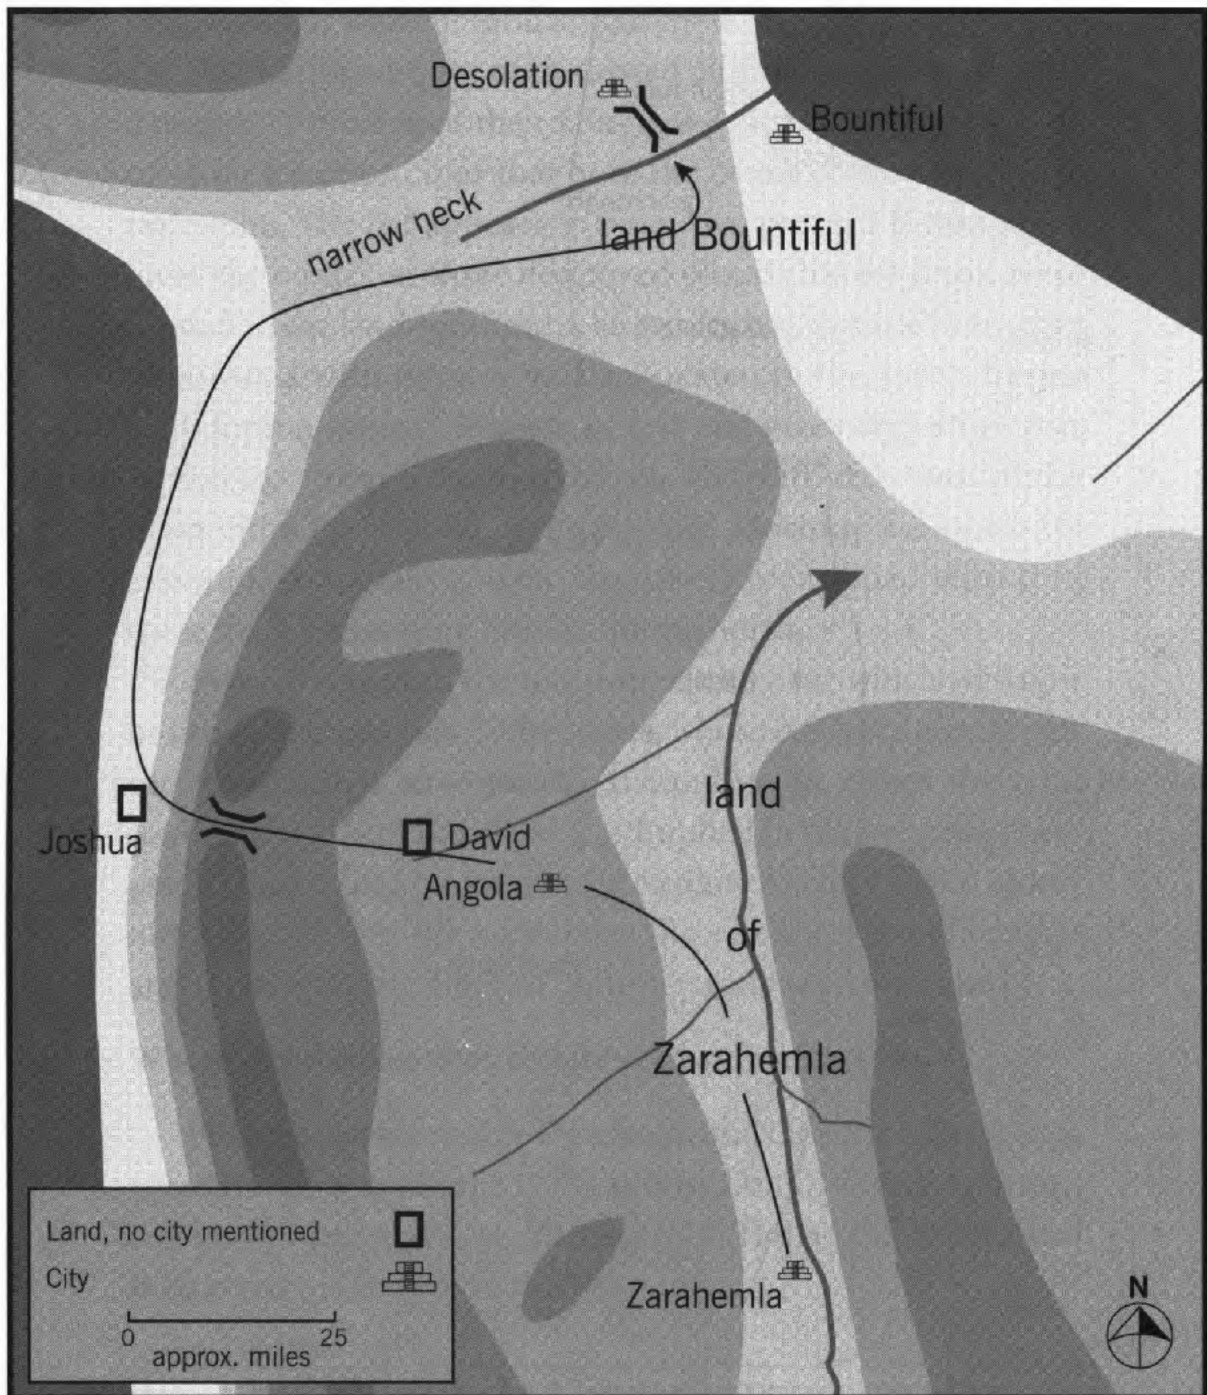 Desolation
Bountiful
narrow neck
land Bountiful
land
Joshua
David
Angola
of
Zarahemla
Zarahemla
Land, no city mentioned
City
0 25
approx. miles
N